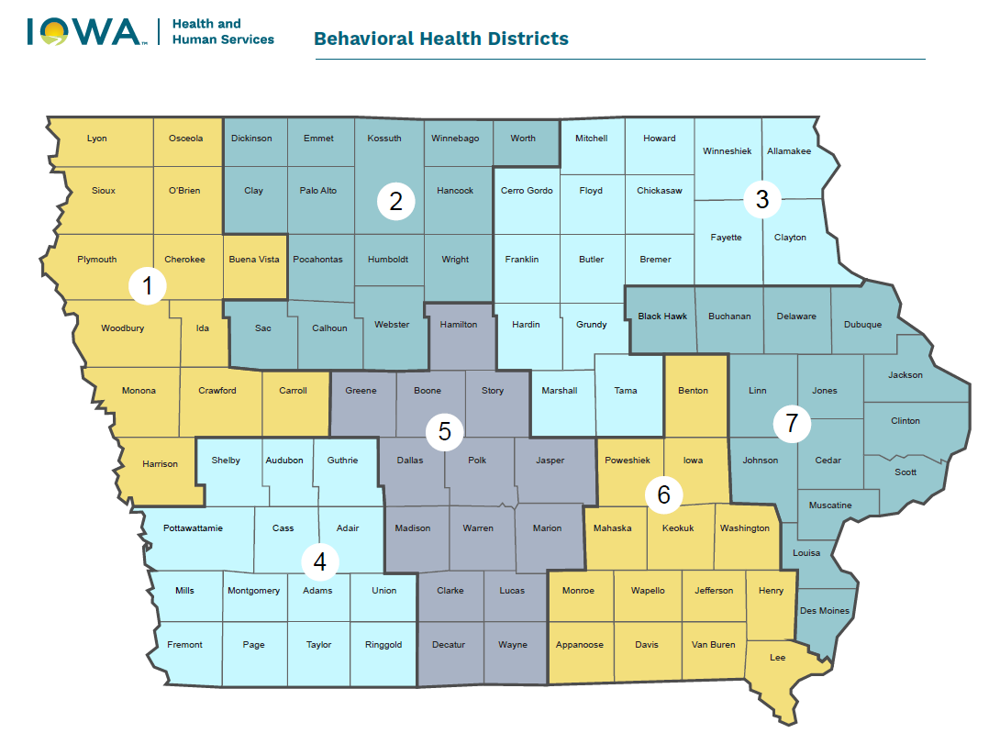 IOWA™
Health and
Human Services
Behavioral Health Districts
Lyon Osceola Dickinson Emmet Kossuth Winnebago Worth Mitchell Howard Winneshiek Allamakee
Sioux O'Brien Clay Palo Alto 2 Hancock Cerro Gordo Floyd Chickasaw 3
Plymouth Cherokee Buena Vista Pocahontas Humboldt Wright Franklin Butler Bremer Fayette Clayton
1
Woodbury Ida Sac Calhoun Webster Hamilton Hardin Grundy Black Hawk Buchanan Delaware Dubuque
Monona Crawford Carroll Greene Boone Story Marshall Tama Benton Linn Jones Jackson
5 7 Clinton
Harrison Shelby Audubon Guthrie Dallas Polk Jasper Poweshiek Iowa Johnson Cedar Scott
6
Muscatine
Pottawattamie Cass Adair Madison Warren Marion Mahaska Keokuk Washington
4 Louisa
Mills Montgomery Adams Union Clarke Lucas Monroe Wapello Jefferson Henry
Des Moines
Fremont Page Taylor Ringgold Decatur Wayne Appanoose Davis Van Buren
Lee